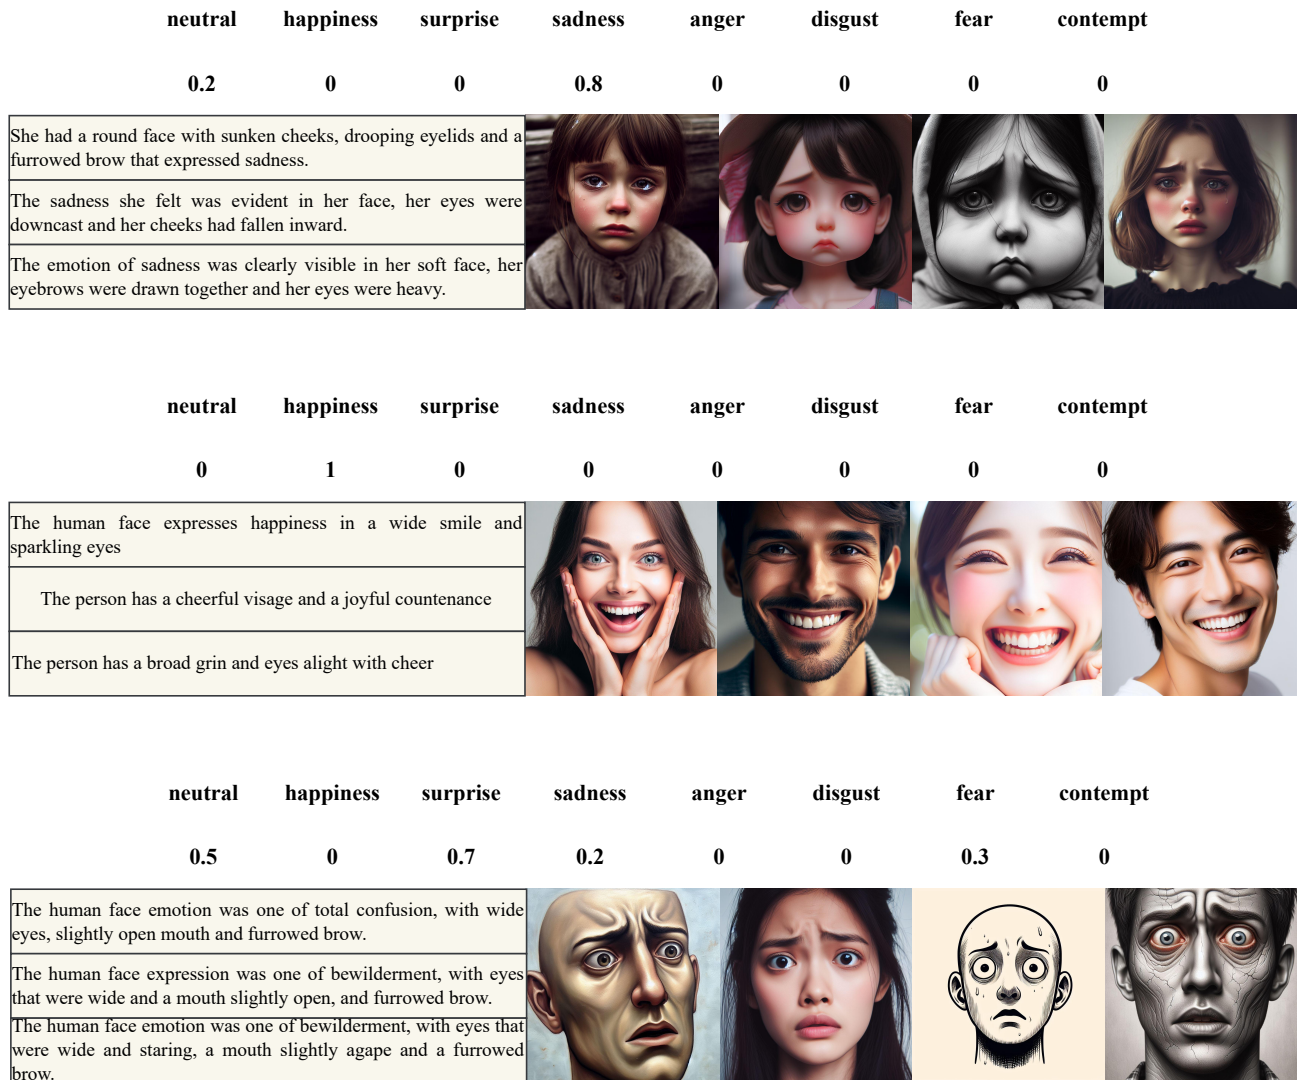 neutral happiness surprise sadness anger disgust fear contempt
0.2 0 0 0.8 0 0 0 0
She had a round face with sunken cheeks, drooping eyelids and a
furrowed brow that expressed sadness.
The sadness she felt was evident in her face, her eyes were
downcast and her cheeks had fallen inward.
The emotion of sadness was clearly visible in her soft face, her
eyebrows were drawn together and her eyes were heavy.
neutral happiness surprise sadness anger disgust fear contempt
0 1 0 0 0 0 0 0
The human face expresses happiness in a wide smile and
sparkling eyes
The person has a cheerful visage and a joyful countenance
The person has a broad grin and eyes alight with cheer
neutral happiness surprise sadness anger disgust fear contempt
0.5 0 0.7 0.2 0 0 0.3 0
The human face emotion was one of total confusion, with wide
eyes, slightly open mouth and furrowed brow.
The human face expression was one of bewilderment, with eyes
that were wide and a mouth slightly open, and furrowed brow.
The human face emotion was one of bewilderment, with eyes that
were wide and staring, a mouth slightly agape and a furrowed
brow.